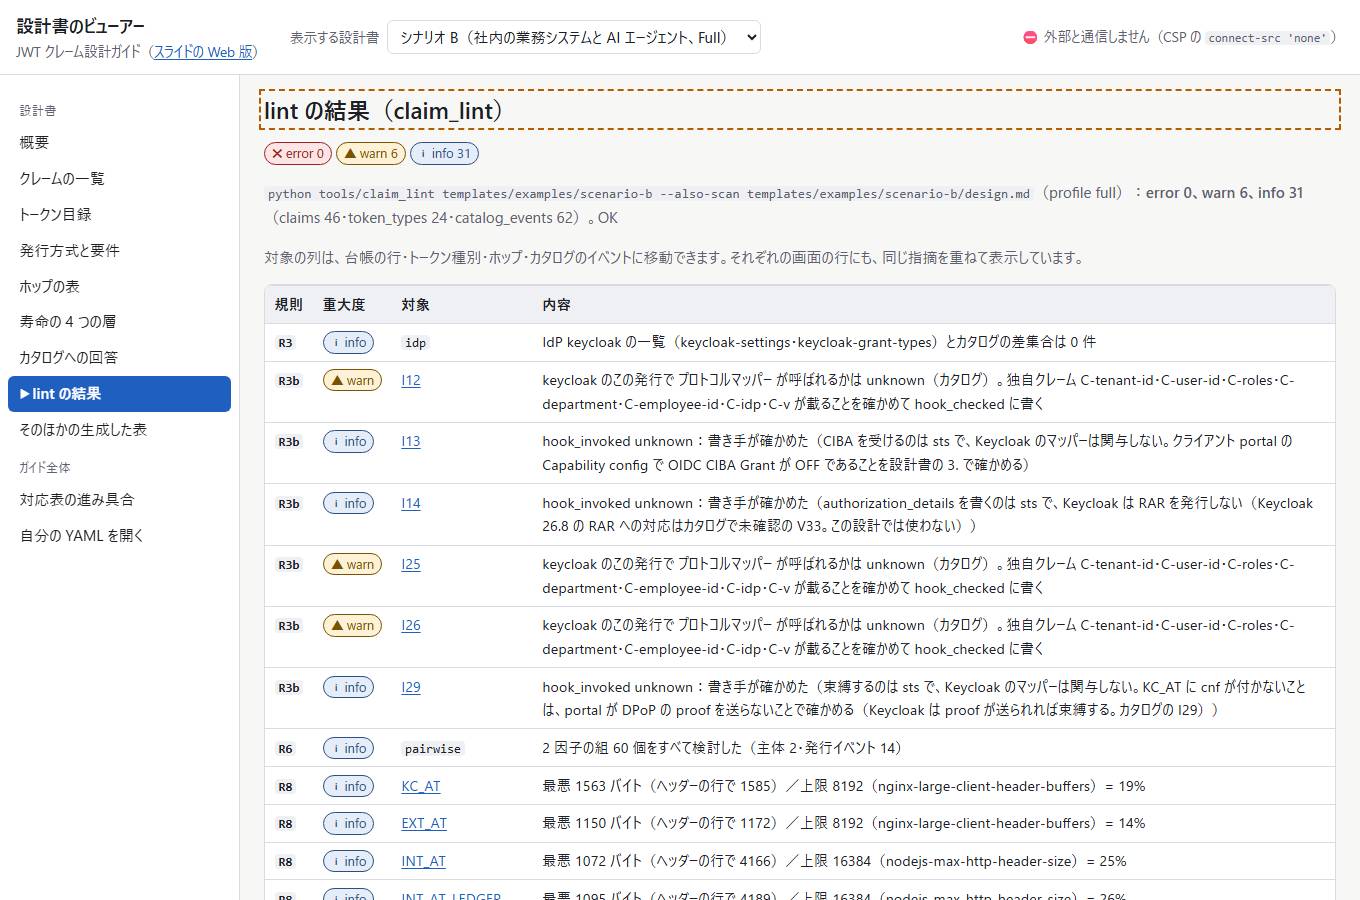 設計書のビューアー
JWT クレーム設計ガイド（スライドの Web 版）
表示する設計書
シナリオ B（社内の業務システムと AI エージェント、Full）
外部と通信しません（CSP の connect-src 'none'）
設計書
概要
クレームの一覧
トークン目録
発行方式と要件
ホップの表
寿命の 4 つの層
カタログへの回答
▶ lint の結果
そのほかの生成した表
ガイド全体
対応表の進み具合
自分の YAML を開く
lint の結果（claim_lint）
✕ error 0 ▲ warn 6 i info 31
python tools/claim_lint templates/examples/scenario-b --also-scan templates/examples/scenario-b/design.md（profile full）：error 0、warn 6、info 31
（claims 46・token_types 24・catalog_events 62）。OK
対象の列は、台帳の行・トークン種別・ホップ・カタログのイベントに移動できます。それぞれの画面の行にも、同じ指摘を重ねて表示しています。
規則 重大度 対象 内容
R3 i info idp IdP keycloak の一覧（keycloak-settings・keycloak-grant-types）とカタログの差集合は 0 件
R3b ▲ warn I12 keycloak のこの発行で プロトコルマッパー が呼ばれるかは unknown（カタログ）。独自クレーム C-tenant-id・C-user-id・C-roles・C-
department・C-employee-id・C-idp・C-v が載ることを確かめて hook_checked に書く
R3b i info I13 hook_invoked unknown：書き手が確かめた（CIBA を受けるのは sts で、Keycloak のマッパーは関与しない。クライアント portal の
Capability config で OIDC CIBA Grant が OFF であることを設計書の 3. で確かめる）
R3b i info I14 hook_invoked unknown：書き手が確かめた（authorization_details を書くのは sts で、Keycloak は RAR を発行しない（Keycloak
26.8 の RAR への対応はカタログで未確認の V33。この設計では使わない））
R3b ▲ warn I25 keycloak のこの発行で プロトコルマッパー が呼ばれるかは unknown（カタログ）。独自クレーム C-tenant-id・C-user-id・C-roles・C-
department・C-employee-id・C-idp・C-v が載ることを確かめて hook_checked に書く
R3b ▲ warn I26 keycloak のこの発行で プロトコルマッパー が呼ばれるかは unknown（カタログ）。独自クレーム C-tenant-id・C-user-id・C-roles・C-
department・C-employee-id・C-idp・C-v が載ることを確かめて hook_checked に書く
R3b i info I29 hook_invoked unknown：書き手が確かめた（束縛するのは sts で、Keycloak のマッパーは関与しない。KC_AT に cnf が付かないこと
は、portal が DPoP の proof を送らないことで確かめる（Keycloak は proof が送られれば束縛する。カタログの I29））
R6 i info pairwise 2 因子の組 60 個をすべて検討した（主体 2・発行イベント 14）
R8 i info KC_AT 最悪 1563 バイト（ヘッダーの行で 1585）／上限 8192（nginx-large-client-header-buffers）= 19%
R8 i info EXT_AT 最悪 1150 バイト（ヘッダーの行で 1172）／上限 8192（nginx-large-client-header-buffers）= 14%
R8 i info INT_AT 最悪 1072 バイト（ヘッダーの行で 4166）／上限 16384（nodejs-max-http-header-size）= 25%
R8 i info INT_AT_LEDGER 最悪 1095 バイト（ヘッダーの行で 4189）／上限 16384（nodejs-max-http-header-size）= 26%